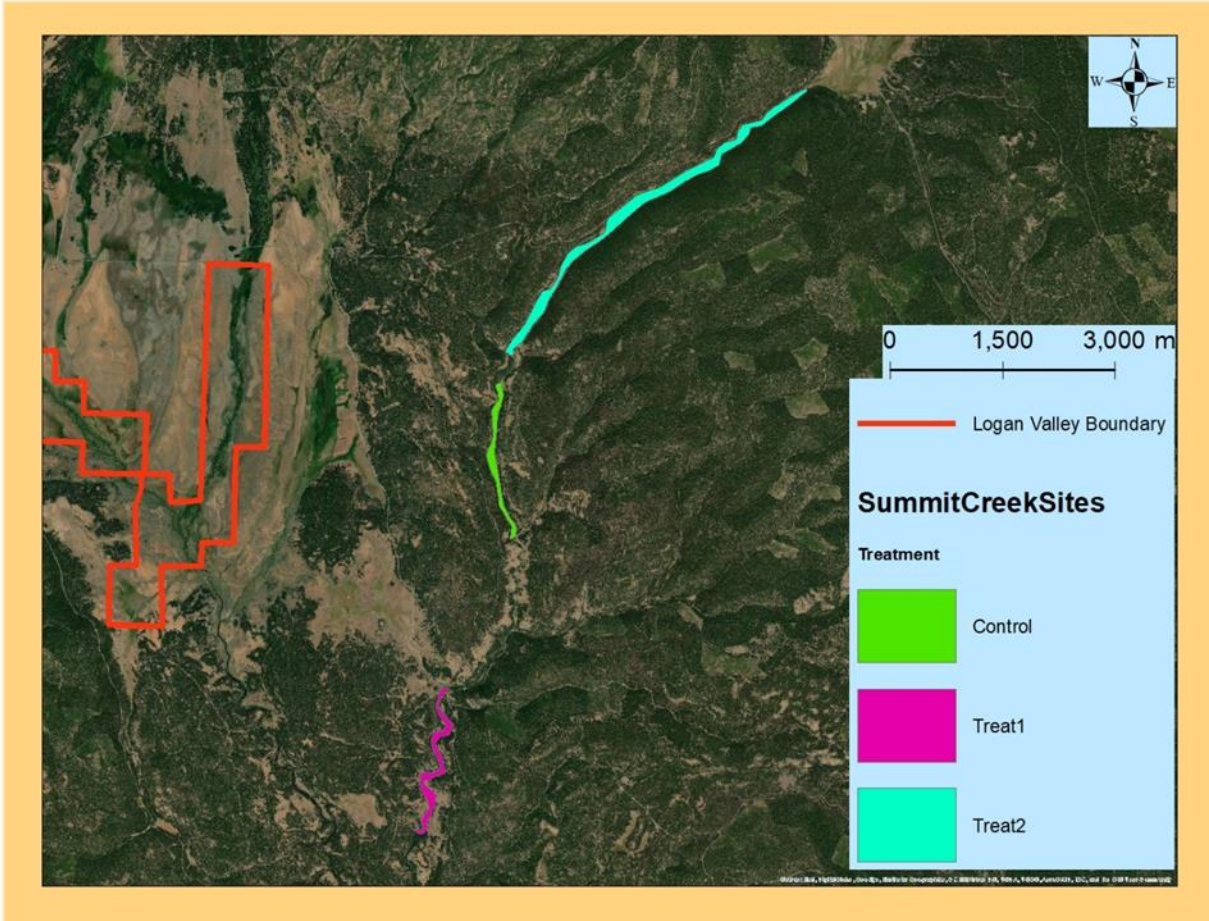 N
W E
S
0 1,500 3,000 m
Logan Valley Boundary
SummitCreekSites
Treatment
Control
Treat1
Treat2